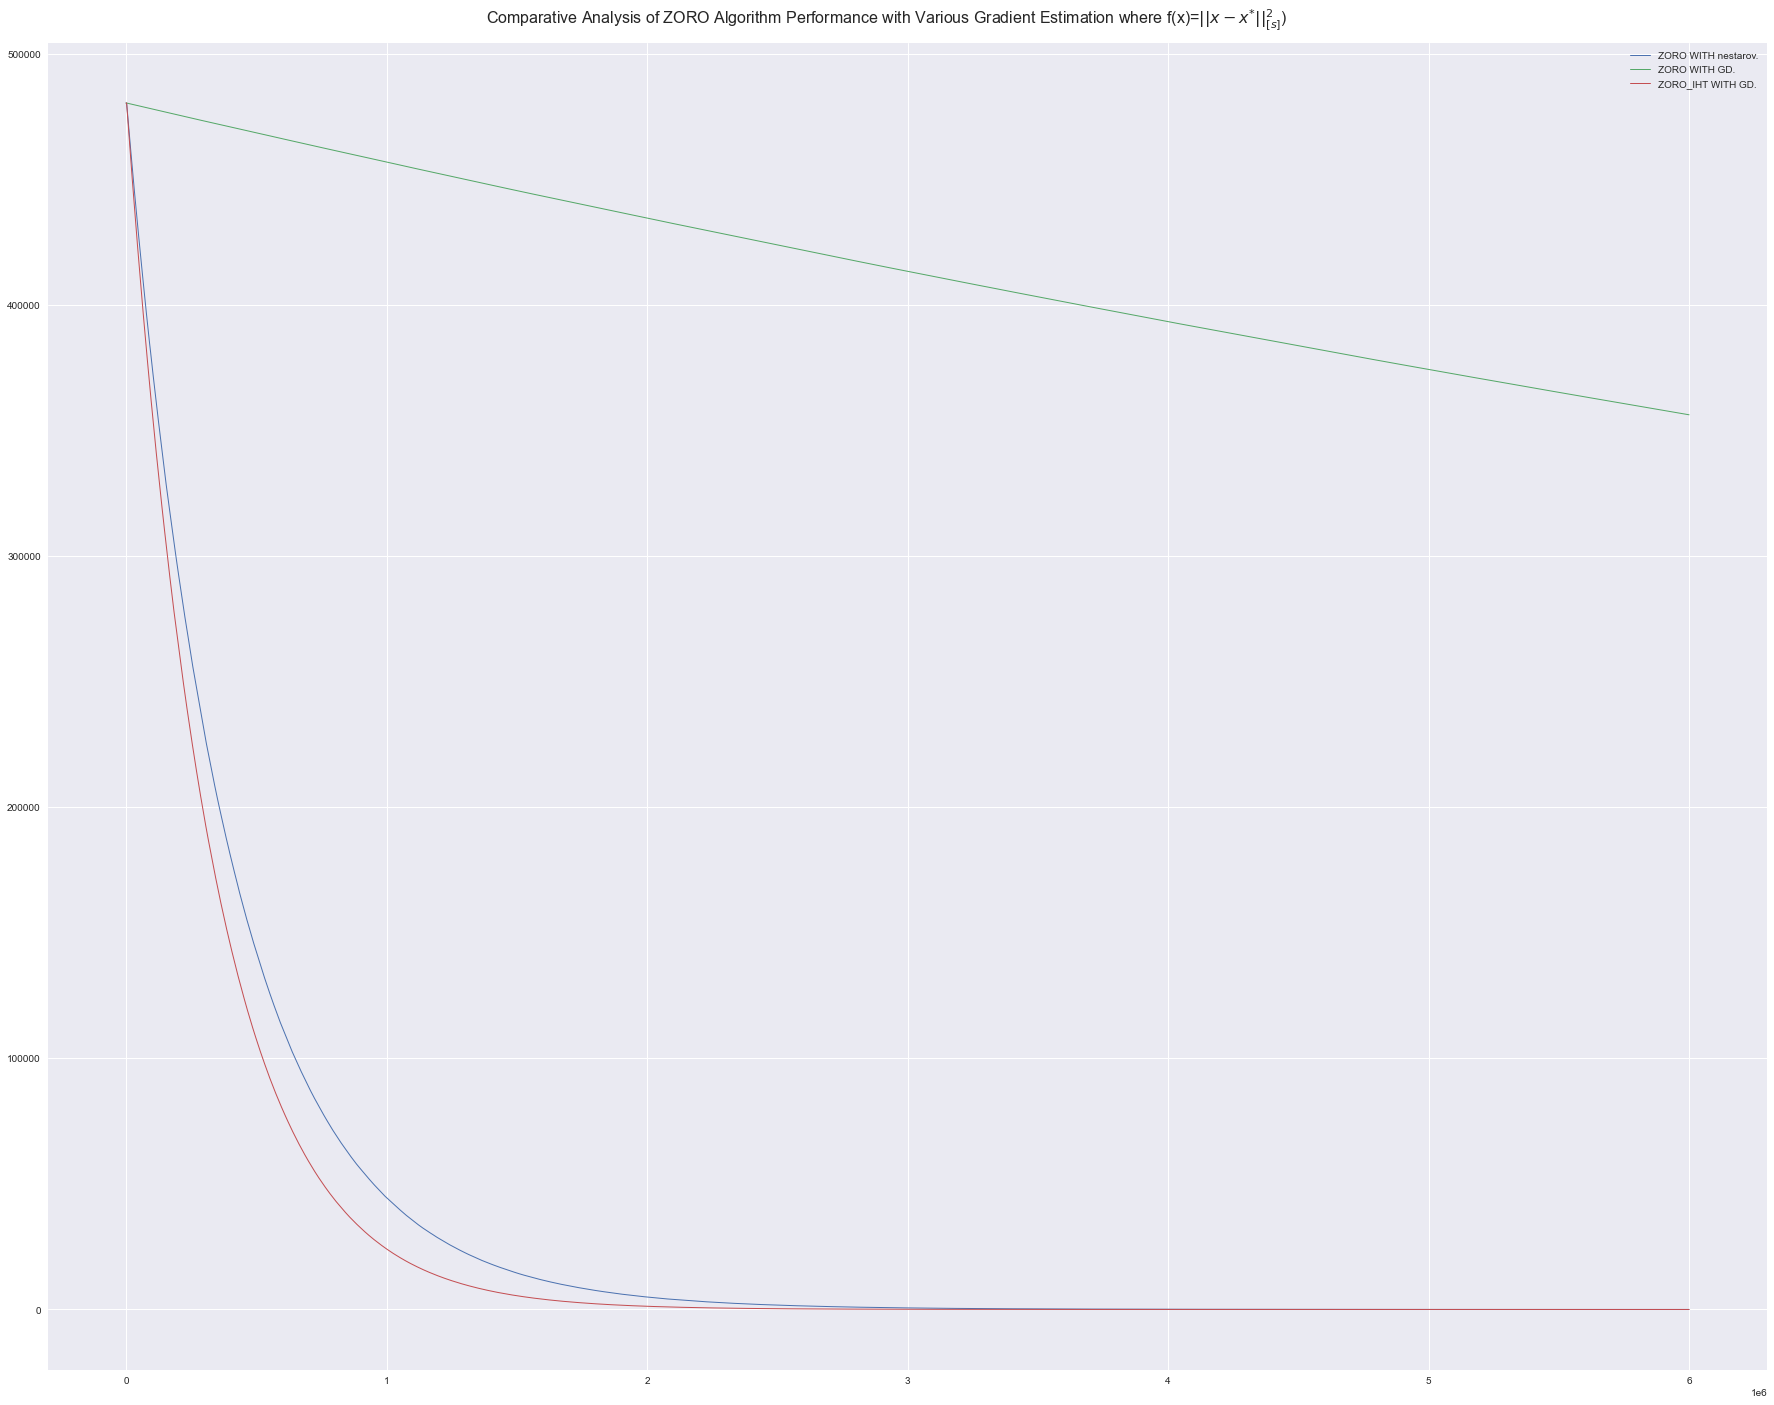 Comparative Analysis of ZORO Algorithm Performance with Various Gradient Estimation where f(x)=||x − x*||²[s])
ZORO WITH nestarov.
ZORO WITH GD.
ZORO_IHT WITH GD.
500000
400000
300000
200000
100000
0
0 1 2 3 4 5 6
1e6